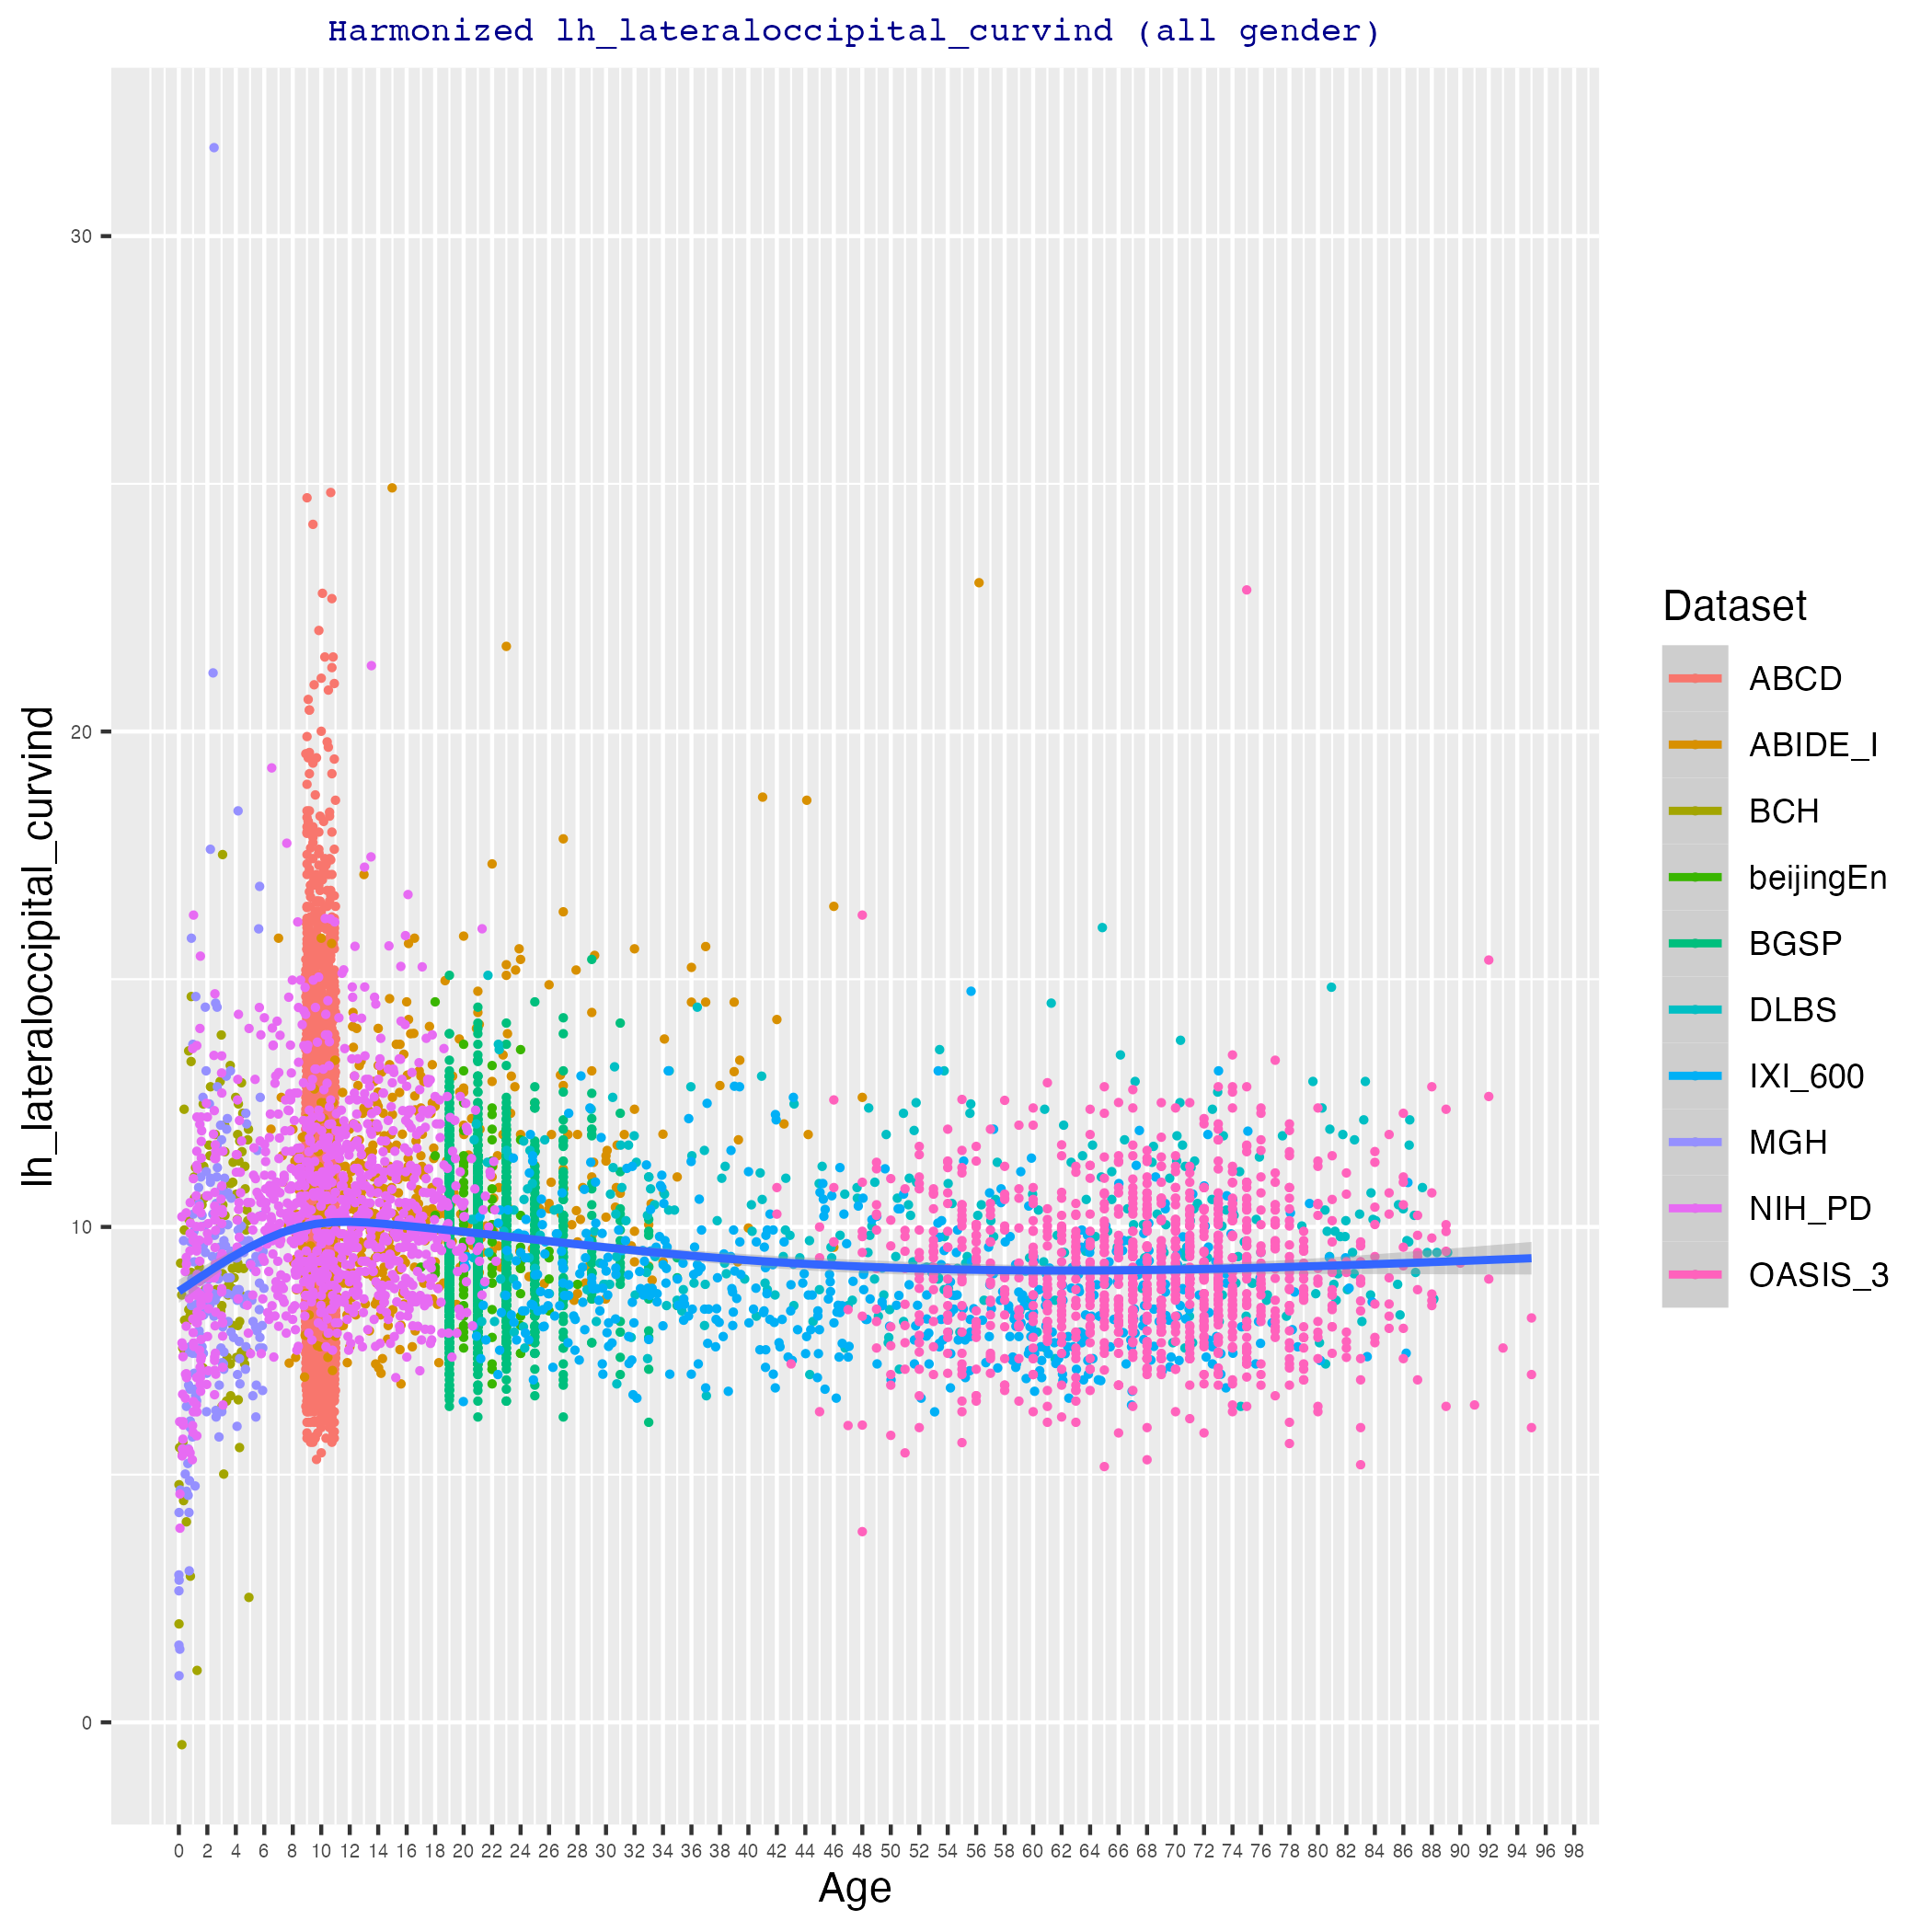 Harmonized lh_lateraloccipital_curvind (all gender)
lh_lateraloccipital_curvind
30
20
10
0
0 2 4 6 8 10 12 14 16 18 20 22 24 26 28 30 32 34 36 38 40 42 44 46 48 50 52 54 56 58 60 62 64 66 68 70 72 74 76 78 80 82 84 86 88 90 92 94 96 98
Age
Dataset
ABCD
ABIDE_I
BCH
beijingEn
BGSP
DLBS
IXI_600
MGH
NIH_PD
OASIS_3